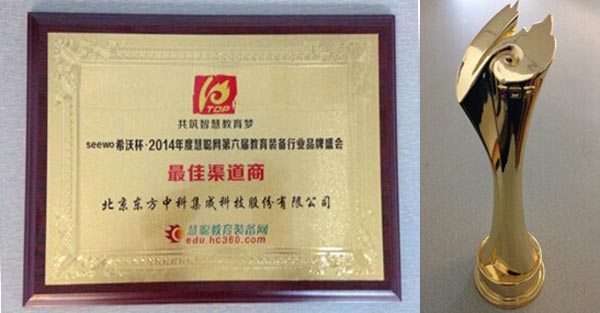 TOP
共筑智慧教育梦
seewo希沃杯·2014年度慧聪网第六届教育装备行业品牌盛会
最佳渠道商
北京东方中科集成科技股份有限公司
慧聪教育装备网
edu.hc360.com